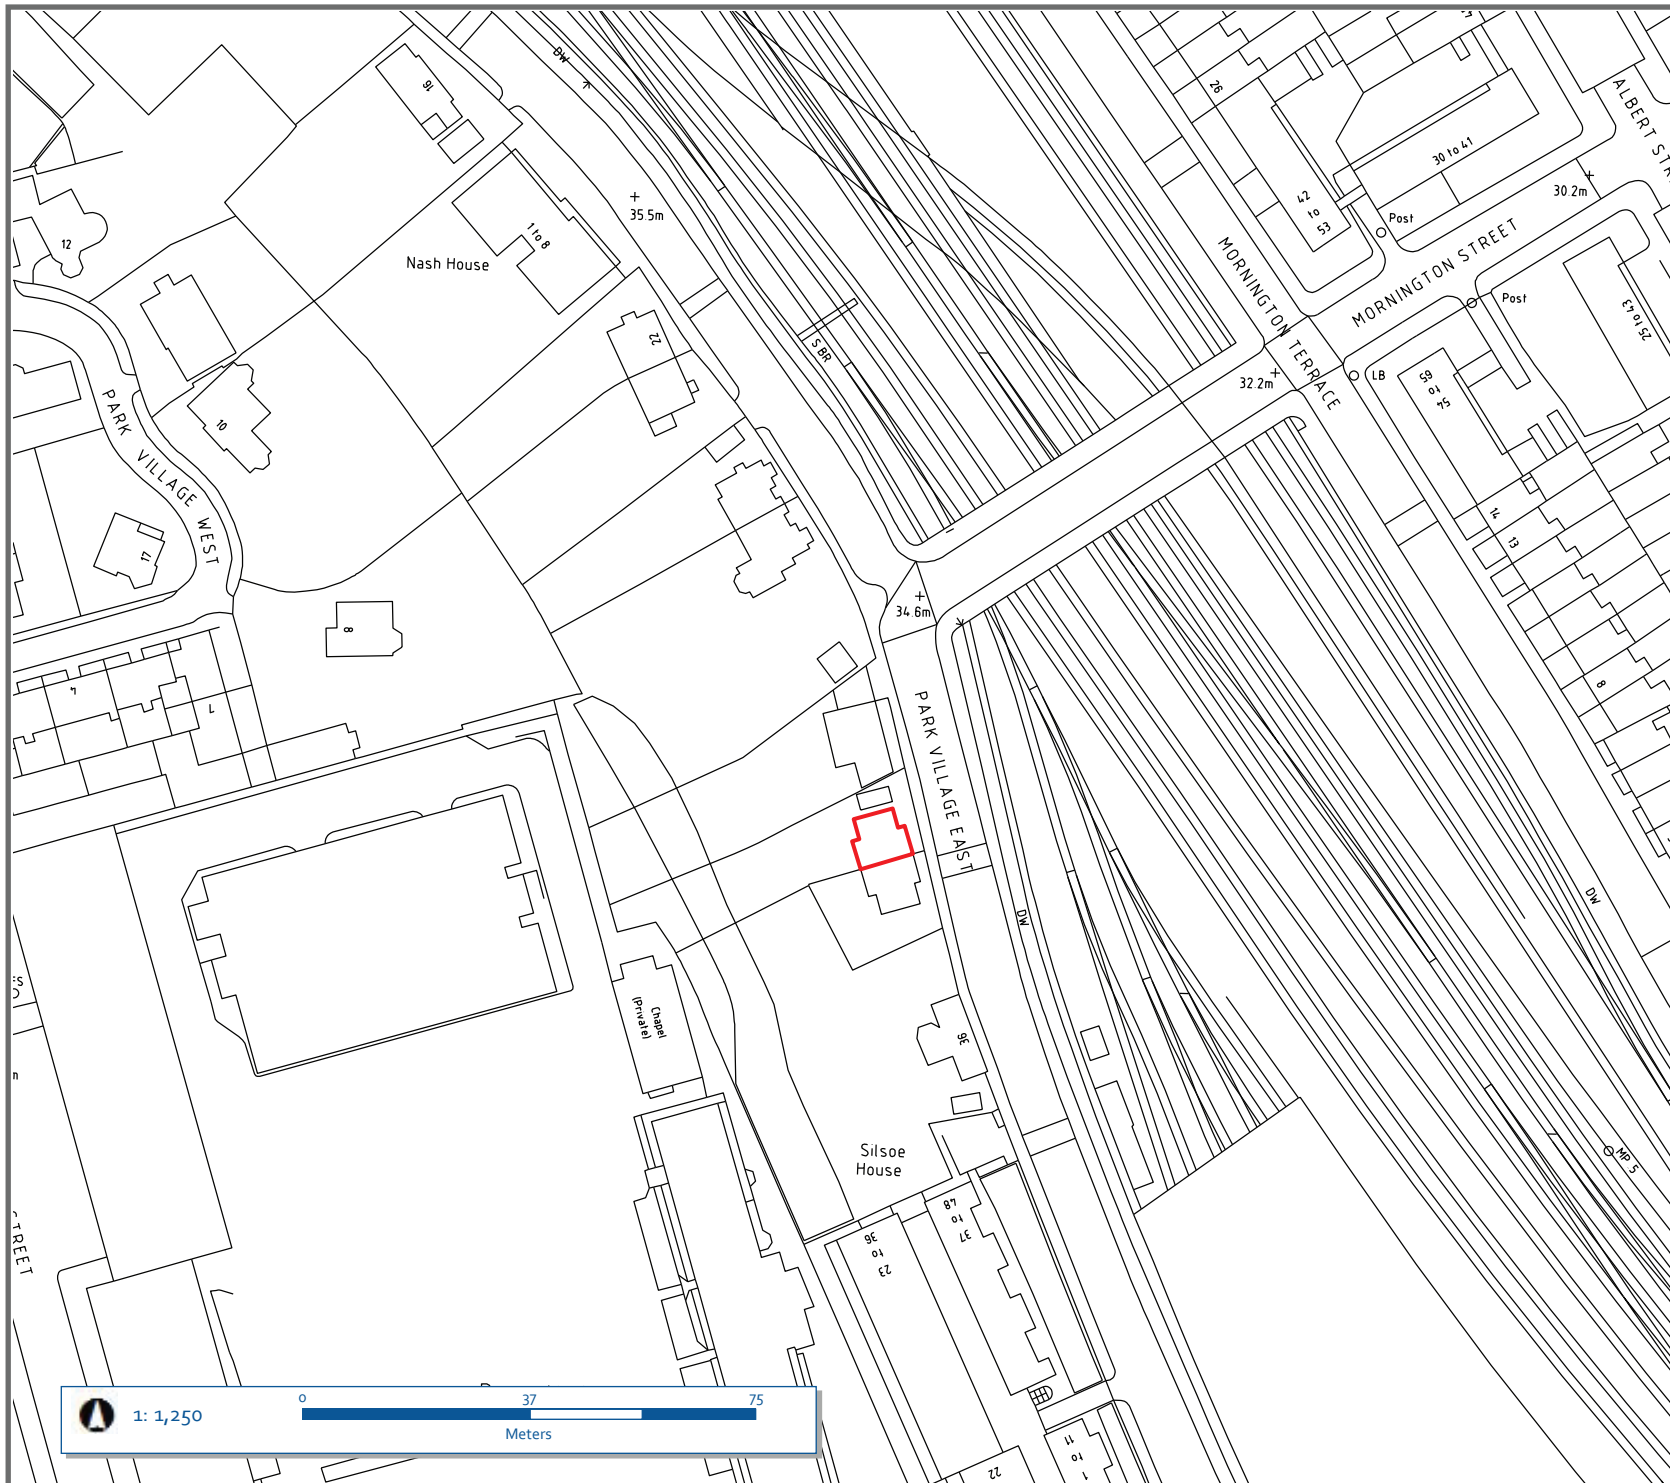 DW
16
26
27
ALBERT STR
30 to 41
30.2m
42
to
53
Post
35.5m
1 to 8
Nash House
12
MORNINGTON STREET
MORNINGTON TERRACE
Post
25 to 43
22
S BR
32.2m
LB
59
to
54
10
PARK VILLAGE WEST
17
14
13
34.6m
8
8
4
7
PARK VILLAGE EAST
DW
DW
Chapel
(Private)
36
MP 5
Silsoe
House
48
to
37
36
to
23
STREET
11
to
1
22
1: 1,250
0
37
75
Meters